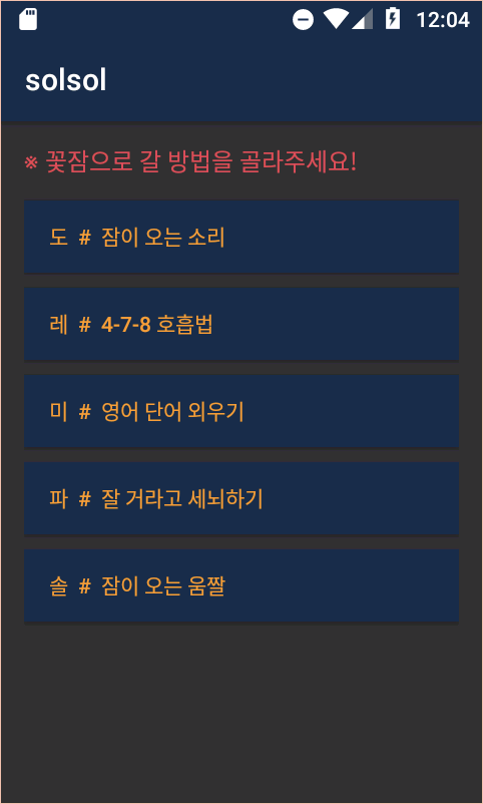 12:04
solsol
※ 꽃잠으로 갈 방법을 골라주세요!
도 # 잠이 오는 소리
레 # 4-7-8 호흡법
미 # 영어 단어 외우기
파 # 잘 거라고 세뇌하기
솔 # 잠이 오는 움짤